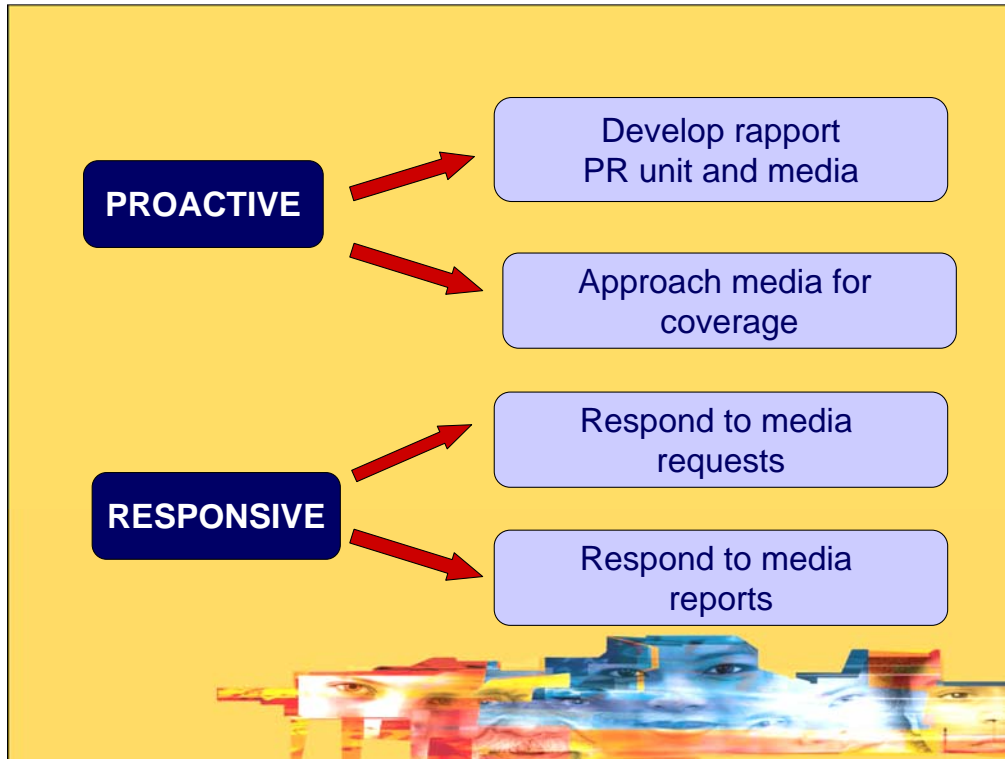 PROACTIVE
Develop rapport
PR unit and media
Approach media for
coverage
RESPONSIVE
Respond to media
requests
Respond to media
reports